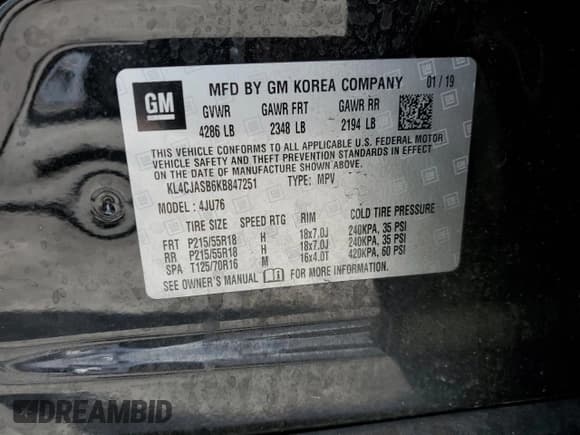 GM
MFD BY GM KOREA COMPANY 01 / 19
GVWR GAWR FRT GAWR RR
4286 LB 2348 LB 2194 LB
THIS VEHICLE CONFORMS TO ALL APPLICABLE U.S. FEDERAL MOTOR
VEHICLE SAFETY AND THEFT PREVENTION STANDARDS IN EFFECT ON
THE DATE OF MANUFACTURE SHOWN ABOVE.
KL4CJASB6KB847251 TYPE: MPV
MODEL: 4JU76
TIRE SIZE SPEED RTG RIM COLD TIRE PRESSURE
FRT P215/55R18 H 18x7.0J 240KPA, 35 PSI
RR P215/55R18 H 18x7.0J 240KPA, 35 PSI
SPA T125/70R16 M 16x4.0T 420KPA, 60 PSI
SEE OWNER'S MANUAL FOR MORE INFORMATION.
DREAMBID